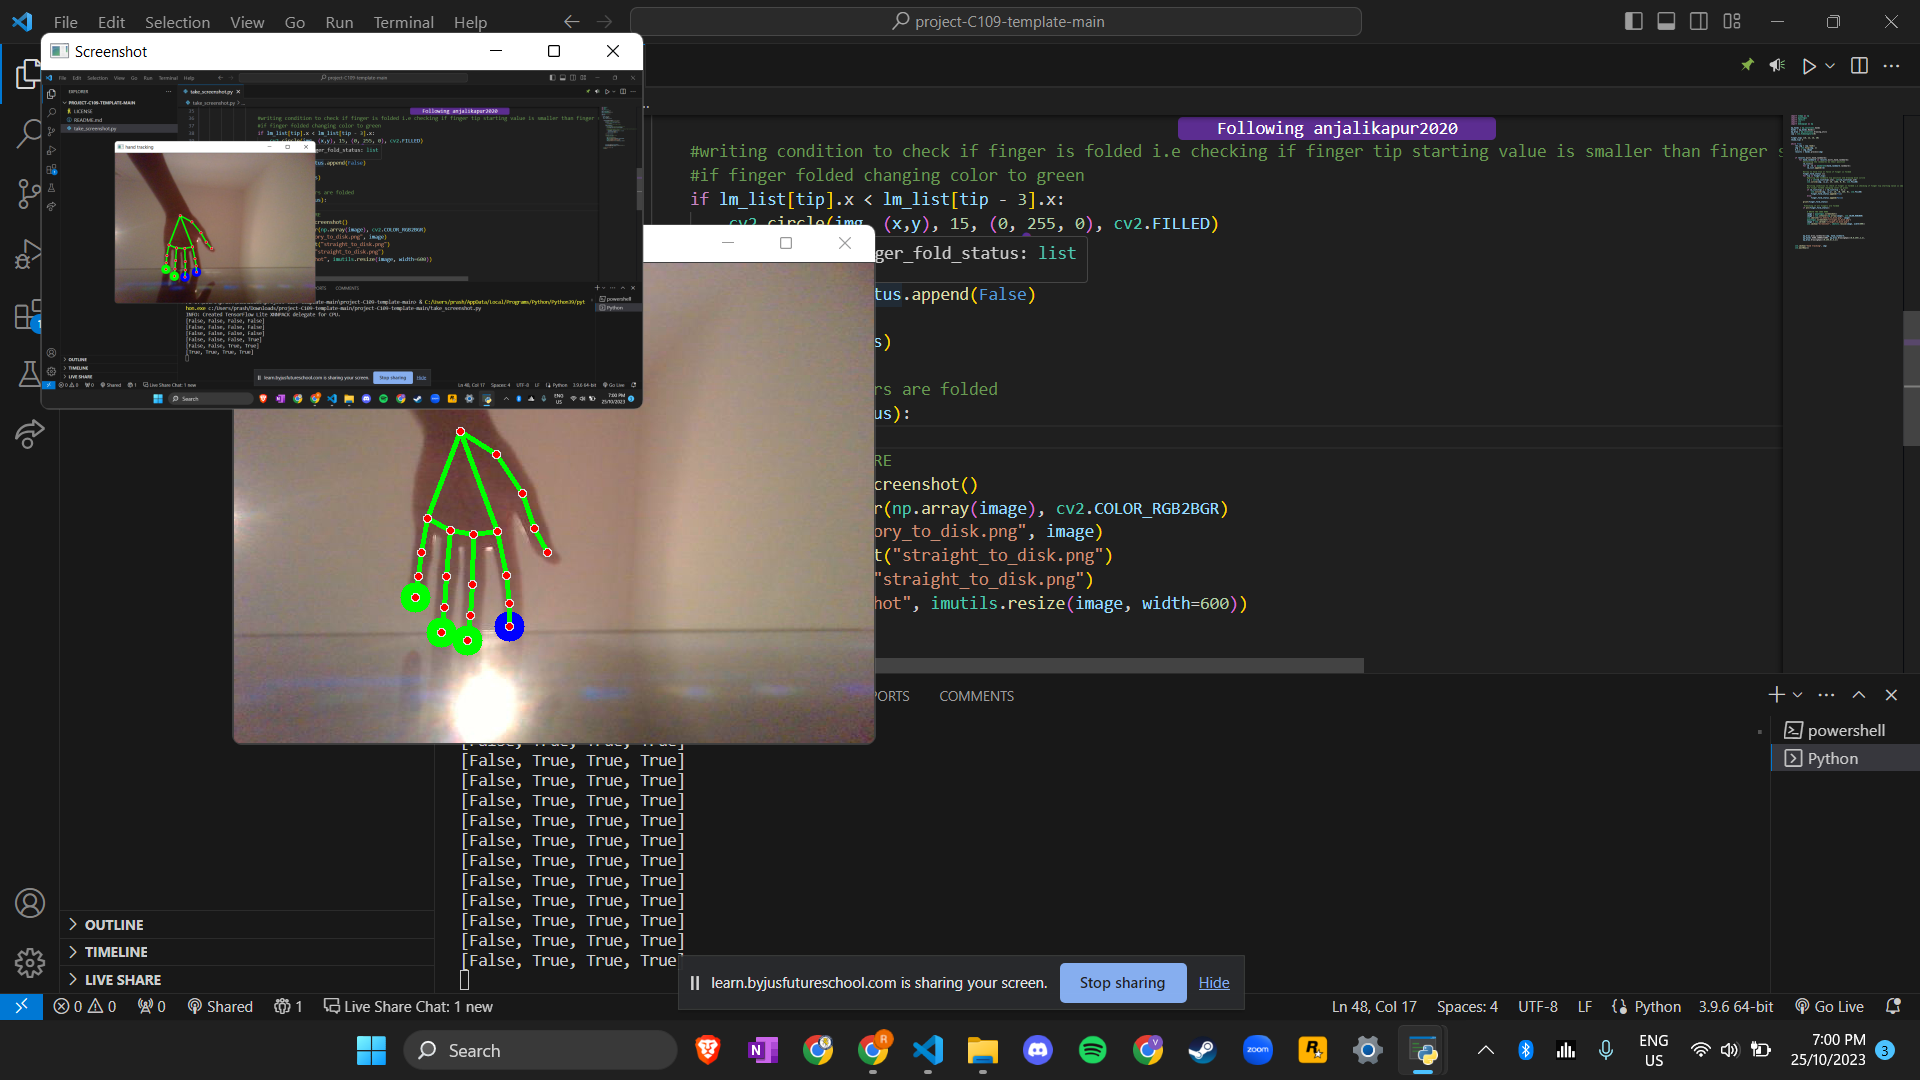 File Edit Selection View Go Run Terminal Help
project-C109-template-main
Screenshot
Following anjalikapur2020
#writing condition to check if finger is folded i.e checking if finger tip starting value is smaller than finger s
#if finger folded changing color to green
if lm_list[tip].x < lm_list[tip - 3].x:
cv2.circle(img, (x,y), 15, (0, 255, 0), cv2.FILLED)
ger_fold_status: list
tus.append(False)
s)
rs are folded
us):
RE
creenshot()
r(np.array(image), cv2.COLOR_RGB2BGR)
ory_to_disk.png", image)
t("straight_to_disk.png")
"straight_to_disk.png")
hot", imutils.resize(image, width=600))
PORTS COMMENTS
powershell
Python
[False, True, True, True]
[False, True, True, True]
[False, True, True, True]
[False, True, True, True]
[False, True, True, True]
[False, True, True, True]
[False, True, True, True]
[False, True, True, True]
[False, True, True, True]
[False, True, True, True]
[False, True, True, True]
[False, True, True, True]
OUTLINE
TIMELINE
LIVE SHARE
learn.byjusfutureschool.com is sharing your screen. Stop sharing Hide
0 0 0 Shared 1 Live Share Chat: 1 new Ln 48, Col 17 Spaces: 4 UTF-8 LF Python 3.9.6 64-bit Go Live
Search
ENG
US
7:00 PM
25/10/2023
3